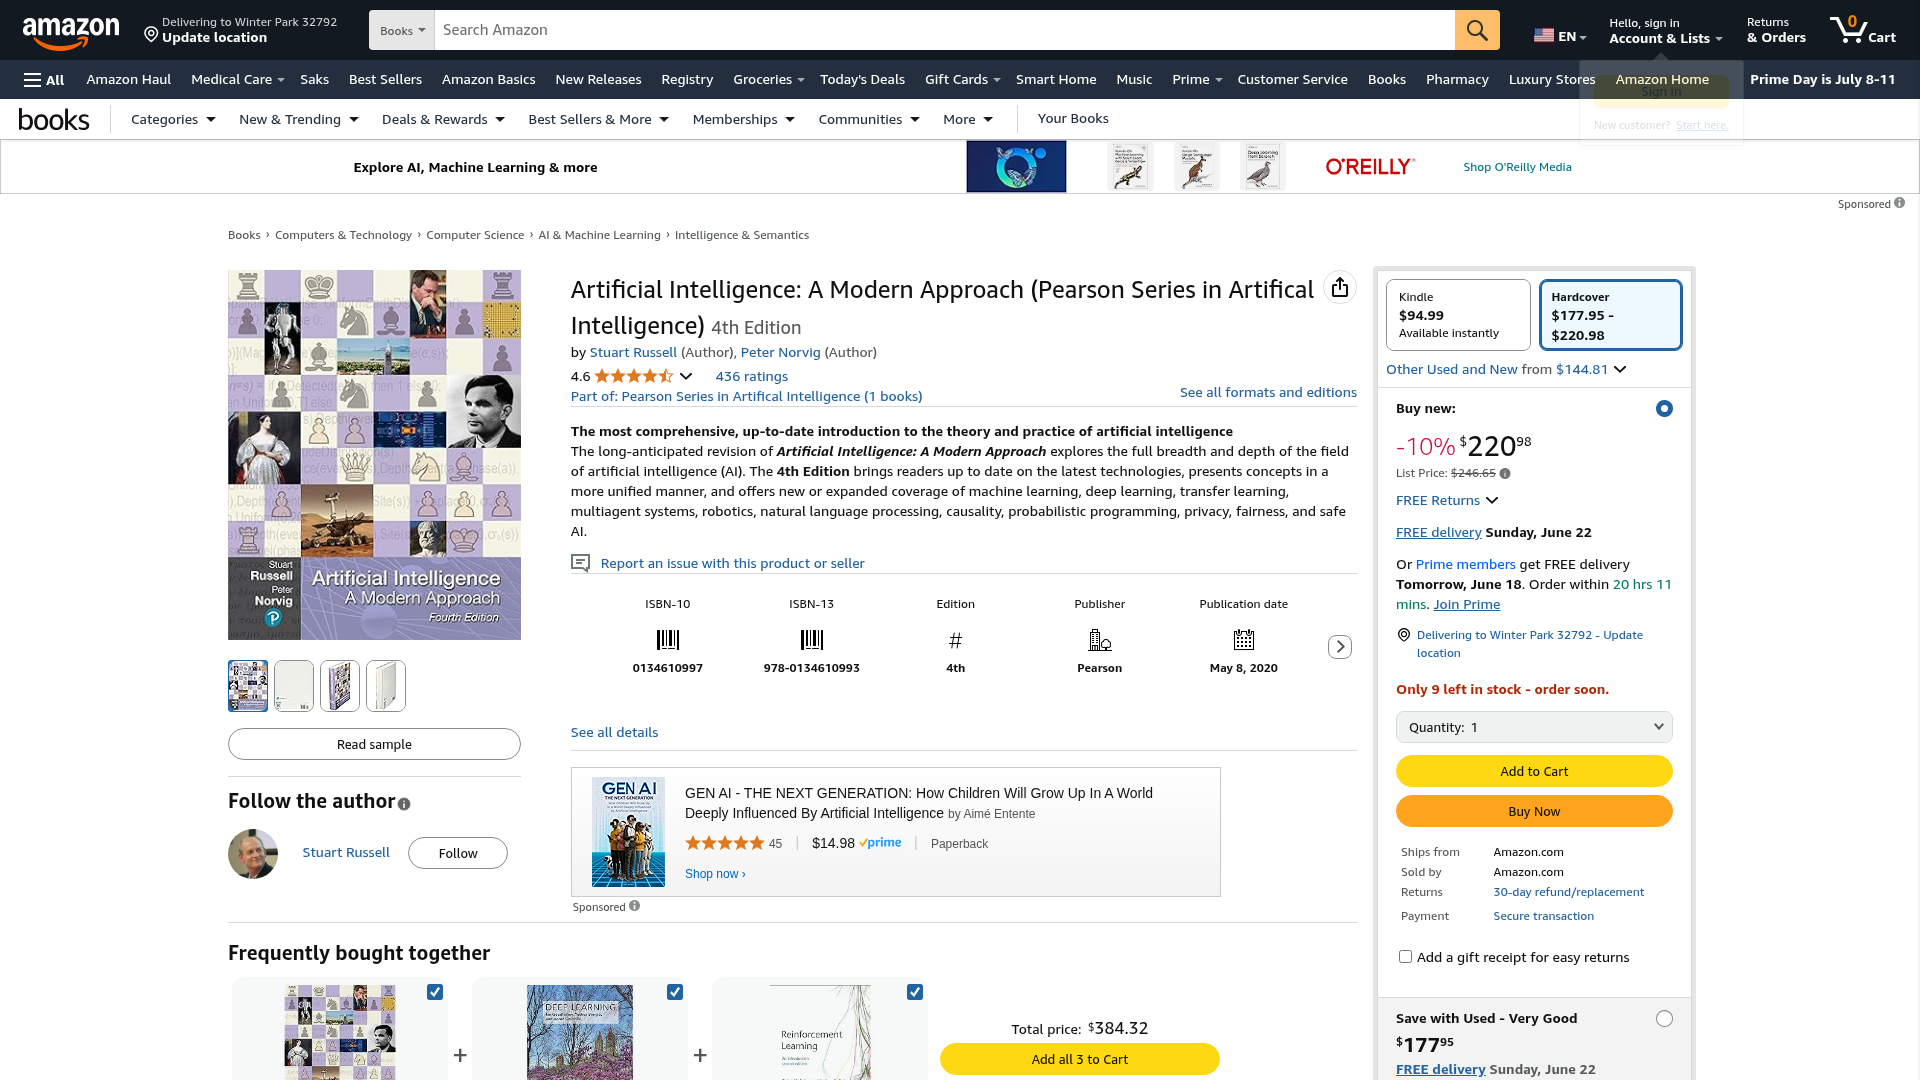 amazon
Delivering to Winter Park 32792
Update location
Books
Search Amazon
EN
Hello, sign in
Account & Lists
Returns
& Orders
0
Cart
All
Amazon Haul
Medical Care
Saks
Best Sellers
Amazon Basics
New Releases
Registry
Groceries
Today's Deals
Gift Cards
Smart Home
Music
Prime
Customer Service
Books
Pharmacy
Luxury Stores
Amazon Home
Prime Day is July 8-11
Sign in
New customer? Start here.
books
Categories
New & Trending
Deals & Rewards
Best Sellers & More
Memberships
Communities
More
Your Books
Explore AI, Machine Learning & more
O'REILLY
Shop O'Reilly Media
Sponsored
Books › Computers & Technology › Computer Science › AI & Machine Learning › Intelligence & Semantics
Stuart
Russell
Peter
Norvig
Artificial Intelligence
A Modern Approach
Fourth Edition
Read sample
Follow the author
Stuart Russell
Follow
Artificial Intelligence: A Modern Approach (Pearson Series in Artifical
Intelligence) 4th Edition
by Stuart Russell (Author), Peter Norvig (Author)
4.6
436 ratings
Part of: Pearson Series in Artifical Intelligence (1 books)
See all formats and editions
The most comprehensive, up-to-date introduction to the theory and practice of artificial intelligence
The long-anticipated revision of Artificial Intelligence: A Modern Approach explores the full breadth and depth of the field
of artificial intelligence (AI). The 4th Edition brings readers up to date on the latest technologies, presents concepts in a
more unified manner, and offers new or expanded coverage of machine learning, deep learning, transfer learning,
multiagent systems, robotics, natural language processing, causality, probabilistic programming, privacy, fairness, and safe
AI.
Report an issue with this product or seller
ISBN-10
0134610997
ISBN-13
978-0134610993
Edition
#
4th
Publisher
Pearson
Publication date
May 8, 2020
See all details
GEN AI
THE NEXT GENERATION
GEN AI - THE NEXT GENERATION: How Children Will Grow Up In A World
Deeply Influenced By Artificial Intelligence by Aimé Entente
45
$14.98
prime
Paperback
Shop now ›
Sponsored
Kindle
$94.99
Available instantly
Hardcover
$177.95 -
$220.98
Other Used and New from $144.81
Buy new:
-10% $220 98
List Price: $246.65
FREE Returns
FREE delivery Sunday, June 22
Or Prime members get FREE delivery
Tomorrow, June 18. Order within 20 hrs 11
mins. Join Prime
Delivering to Winter Park 32792 - Update
location
Only 9 left in stock - order soon.
Quantity: 1
Add to Cart
Buy Now
Ships from
Amazon.com
Sold by
Amazon.com
Returns
30-day refund/replacement
Payment
Secure transaction
Add a gift receipt for easy returns
Save with Used - Very Good
$177 95
FREE delivery Sunday, June 22
Frequently bought together
+
DEEP LEARNING
+
Reinforcement
Learning
Total price: $384.32
Add all 3 to Cart